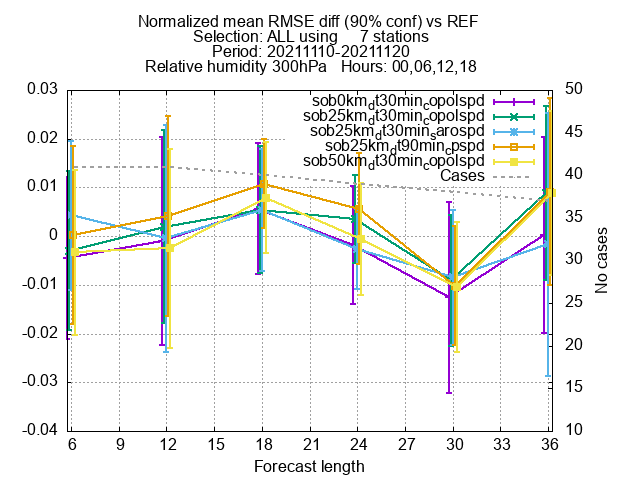 Normalized mean RMSE diff (90% conf) vs REF
Selection: ALL using 7 stations
Period: 20211110-20211120
Relative humidity 300hPa Hours: 00,06,12,18
sob0km_dt30min_copolspd
sob25km_dt30min_copolspd
sob25km_dt30min_sarospd
sob25km_dt90min_cpspd
sob50km_dt30min_copolspd
Cases
0.03
0.02
0.01
0
-0.01
-0.02
-0.03
-0.04
50
45
40
35
30
25
20
15
10
No cases
6 9 12 15 18 21 24 27 30 33 36
Forecast length